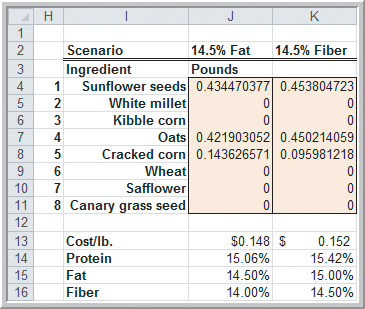 H I J K
1
2 Scenario 14.5% Fat 14.5% Fiber
3 Ingredient Pounds
4 1 Sunflower seeds 0.434470377 0.453804723
5 2 White millet 0 0
6 3 Kibble corn 0 0
7 4 Oats 0.421903052 0.450214059
8 5 Cracked corn 0.143626571 0.095981218
9 6 Wheat 0 0
10 7 Safflower 0 0
11 8 Canary grass seed 0 0
12
13 Cost/lb. $0.148 $ 0.152
14 Protein 15.06% 15.42%
15 Fat 14.50% 15.00%
16 Fiber 14.00% 14.50%